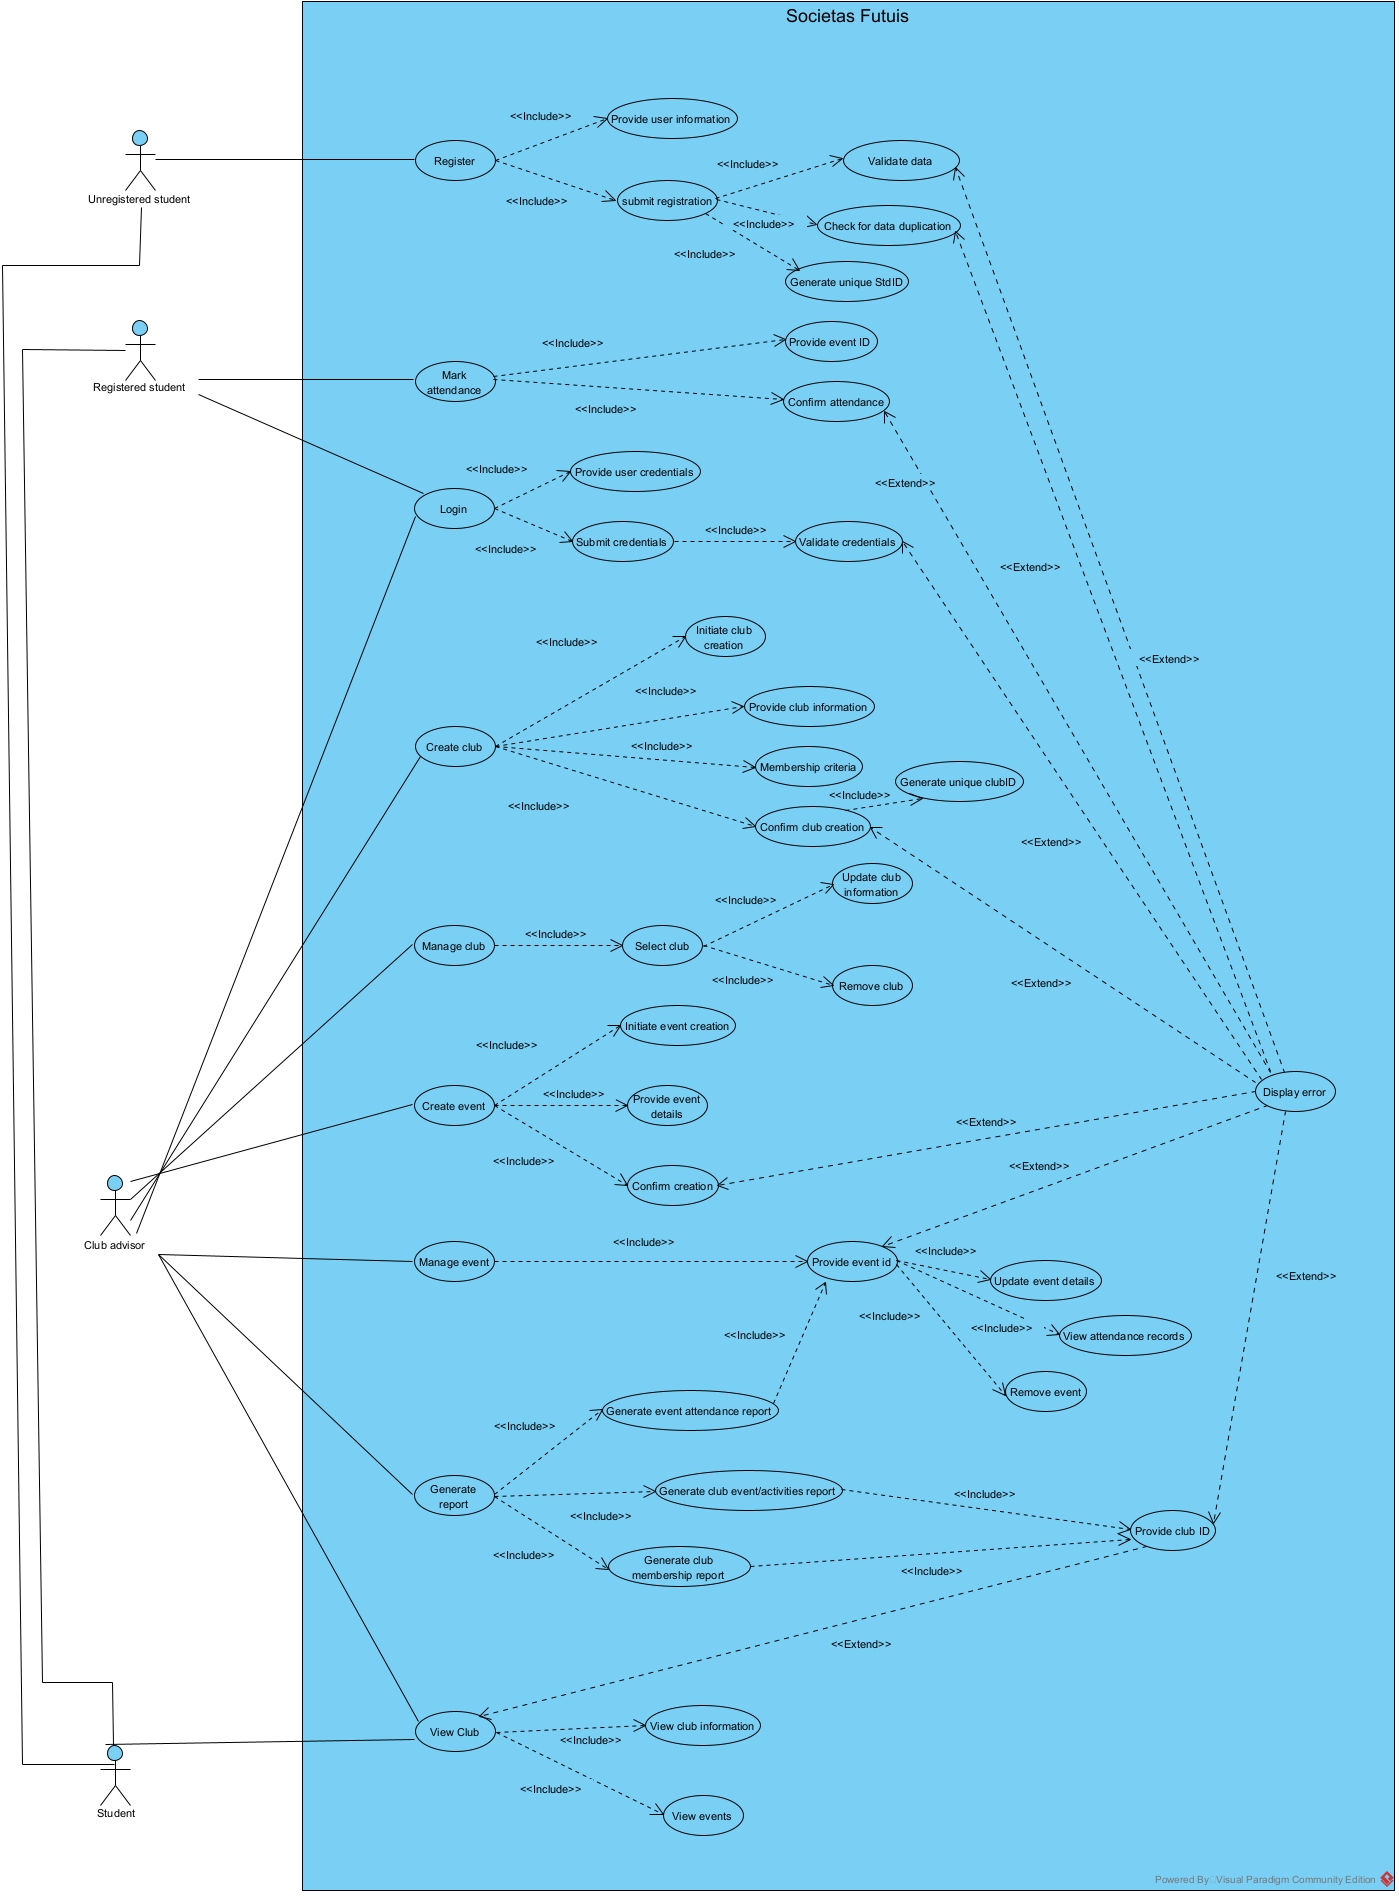 Societas Futuis
Unregistered student
Register
<<Include>>
Provide user information
<<Include>>
submit registration
<<Include>>
Validate data
<<Include>>
Check for data duplication
<<Include>>
Generate unique StdID
Registered student
Mark
attendance
<<Include>>
Provide event ID
<<Include>>
Confirm attendance
<<Extend>>
Login
<<Include>>
Provide user credentials
<<Include>>
Submit credentials
<<Include>>
Validate credentials
<<Extend>>
<<Extend>>
<<Extend>>
Create club
<<Include>>
Initiate club
creation
<<Include>>
Provide club information
<<Include>>
Membership criteria
<<Include>>
Confirm club creation
<<Include>>
Generate unique clubID
<<Extend>>
Manage club
<<Include>>
Select club
<<Include>>
Update club
information
<<Include>>
Remove club
Display error
Create event
<<Include>>
Initiate event creation
<<Include>>
Provide event
details
<<Include>>
Confirm creation
<<Extend>>
<<Extend>>
Club advisor
Manage event
<<Include>>
Provide event id
<<Include>>
Update event details
<<Include>>
View attendance records
<<Include>>
Remove event
<<Extend>>
<<Include>>
Generate
report
<<Include>>
Generate event attendance report
<<Include>>
Generate club event/activities report
<<Include>>
Generate club
membership report
<<Include>>
Provide club ID
<<Include>>
<<Extend>>
View Club
<<Include>>
View club information
<<Include>>
View events
Student
Powered By: Visual Paradigm Community Edition